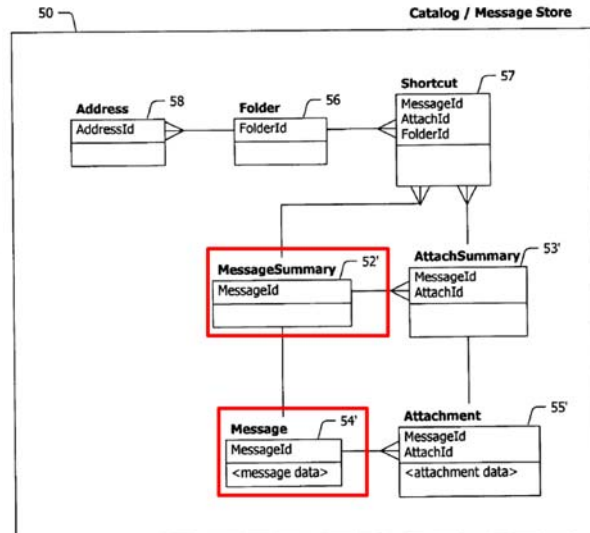 50
Catalog / Message Store
Shortcut
57
MessageId
AttachId
FolderId
Address
58
AddressId
Folder
56
FolderId
MessageSummary
52'
MessageId
AttachSummary
53'
MessageId
AttachId
Message
54'
MessageId
<message data>
Attachment
55'
MessageId
AttachId
<attachment data>